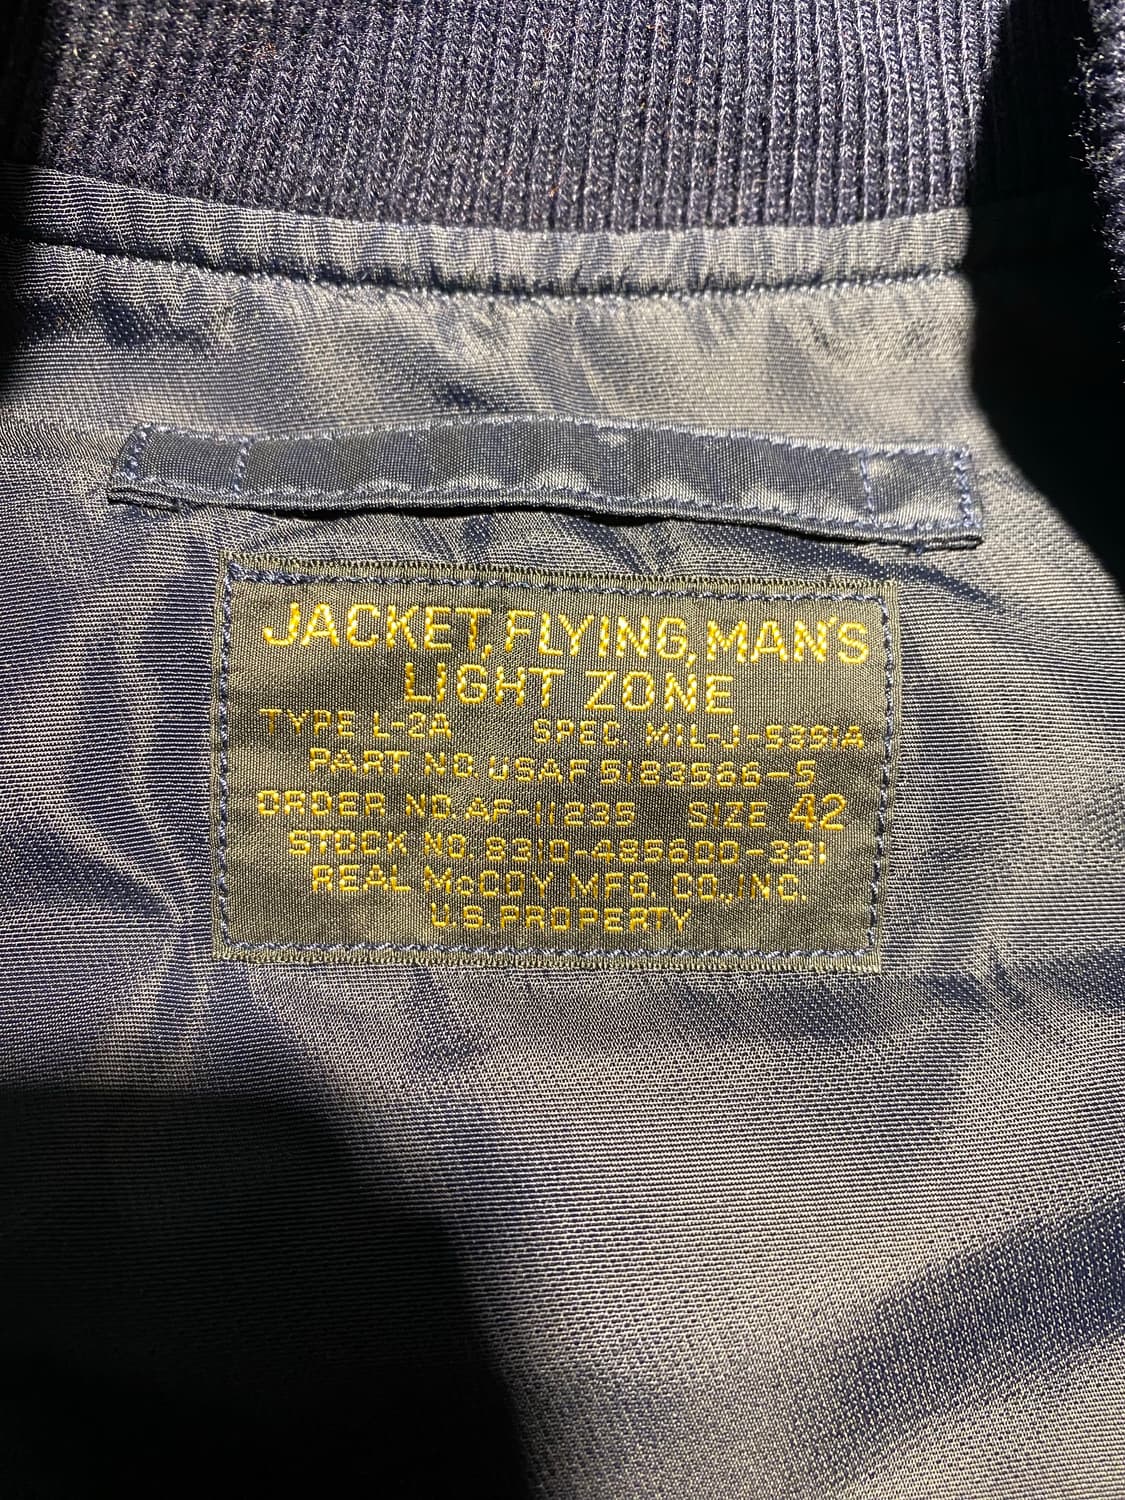 JACKET, FLYING, MAN'S
LIGHT ZONE
TYPE L-2A SPEC. MIL-J-5391A
PART NO. USAF 5183566-5
ORDER NO. AF-11235 SIZE 42
STOCK NO. 8310-485600-331
REAL McCOY MFG. CO., INC.
U.S. PROPERTY